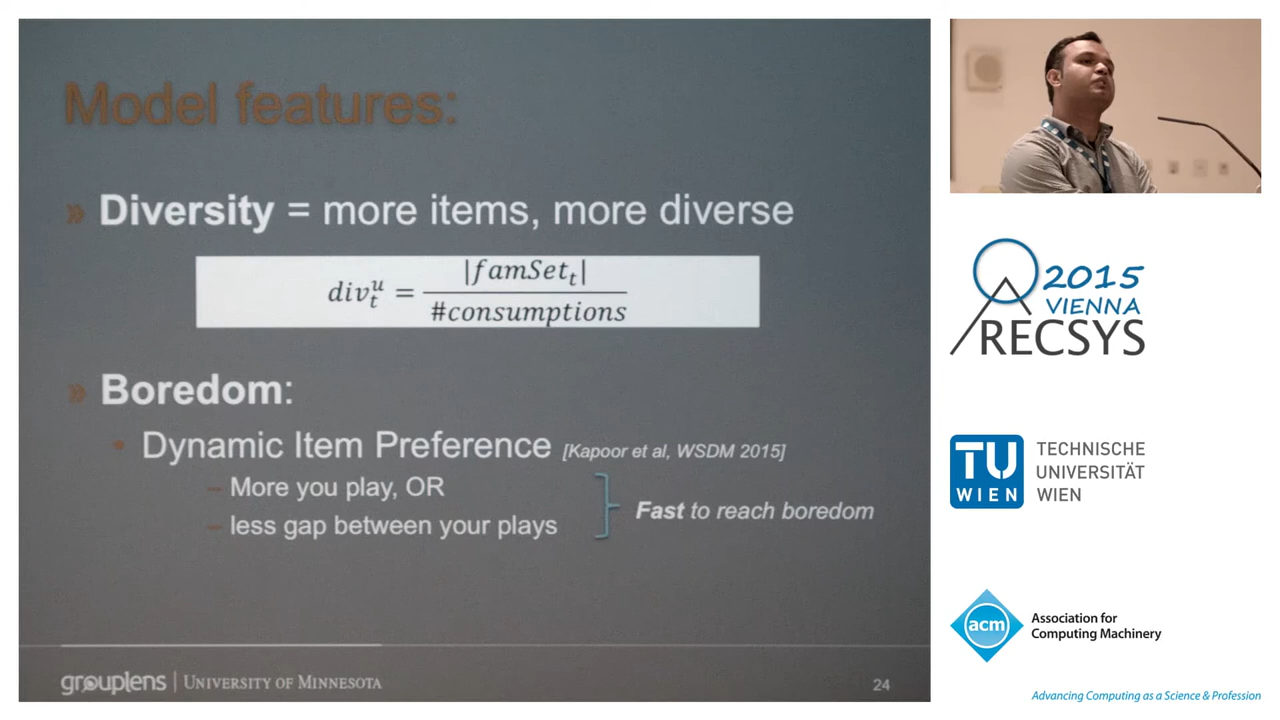 Model features:
» Diversity = more items, more diverse
div_t^u = |famSet_t| / #consumptions
» Boredom:
• Dynamic Item Preference [Kapoor et al, WSDM 2015]
– More you play, OR
– less gap between your plays
Fast to reach boredom
grouplens | UNIVERSITY OF MINNESOTA
24
2015
VIENNA
RECSYS
TU
WIEN
TECHNISCHE
UNIVERSITÄT
WIEN
acm
Association for
Computing Machinery
Advancing Computing as a Science & Profession